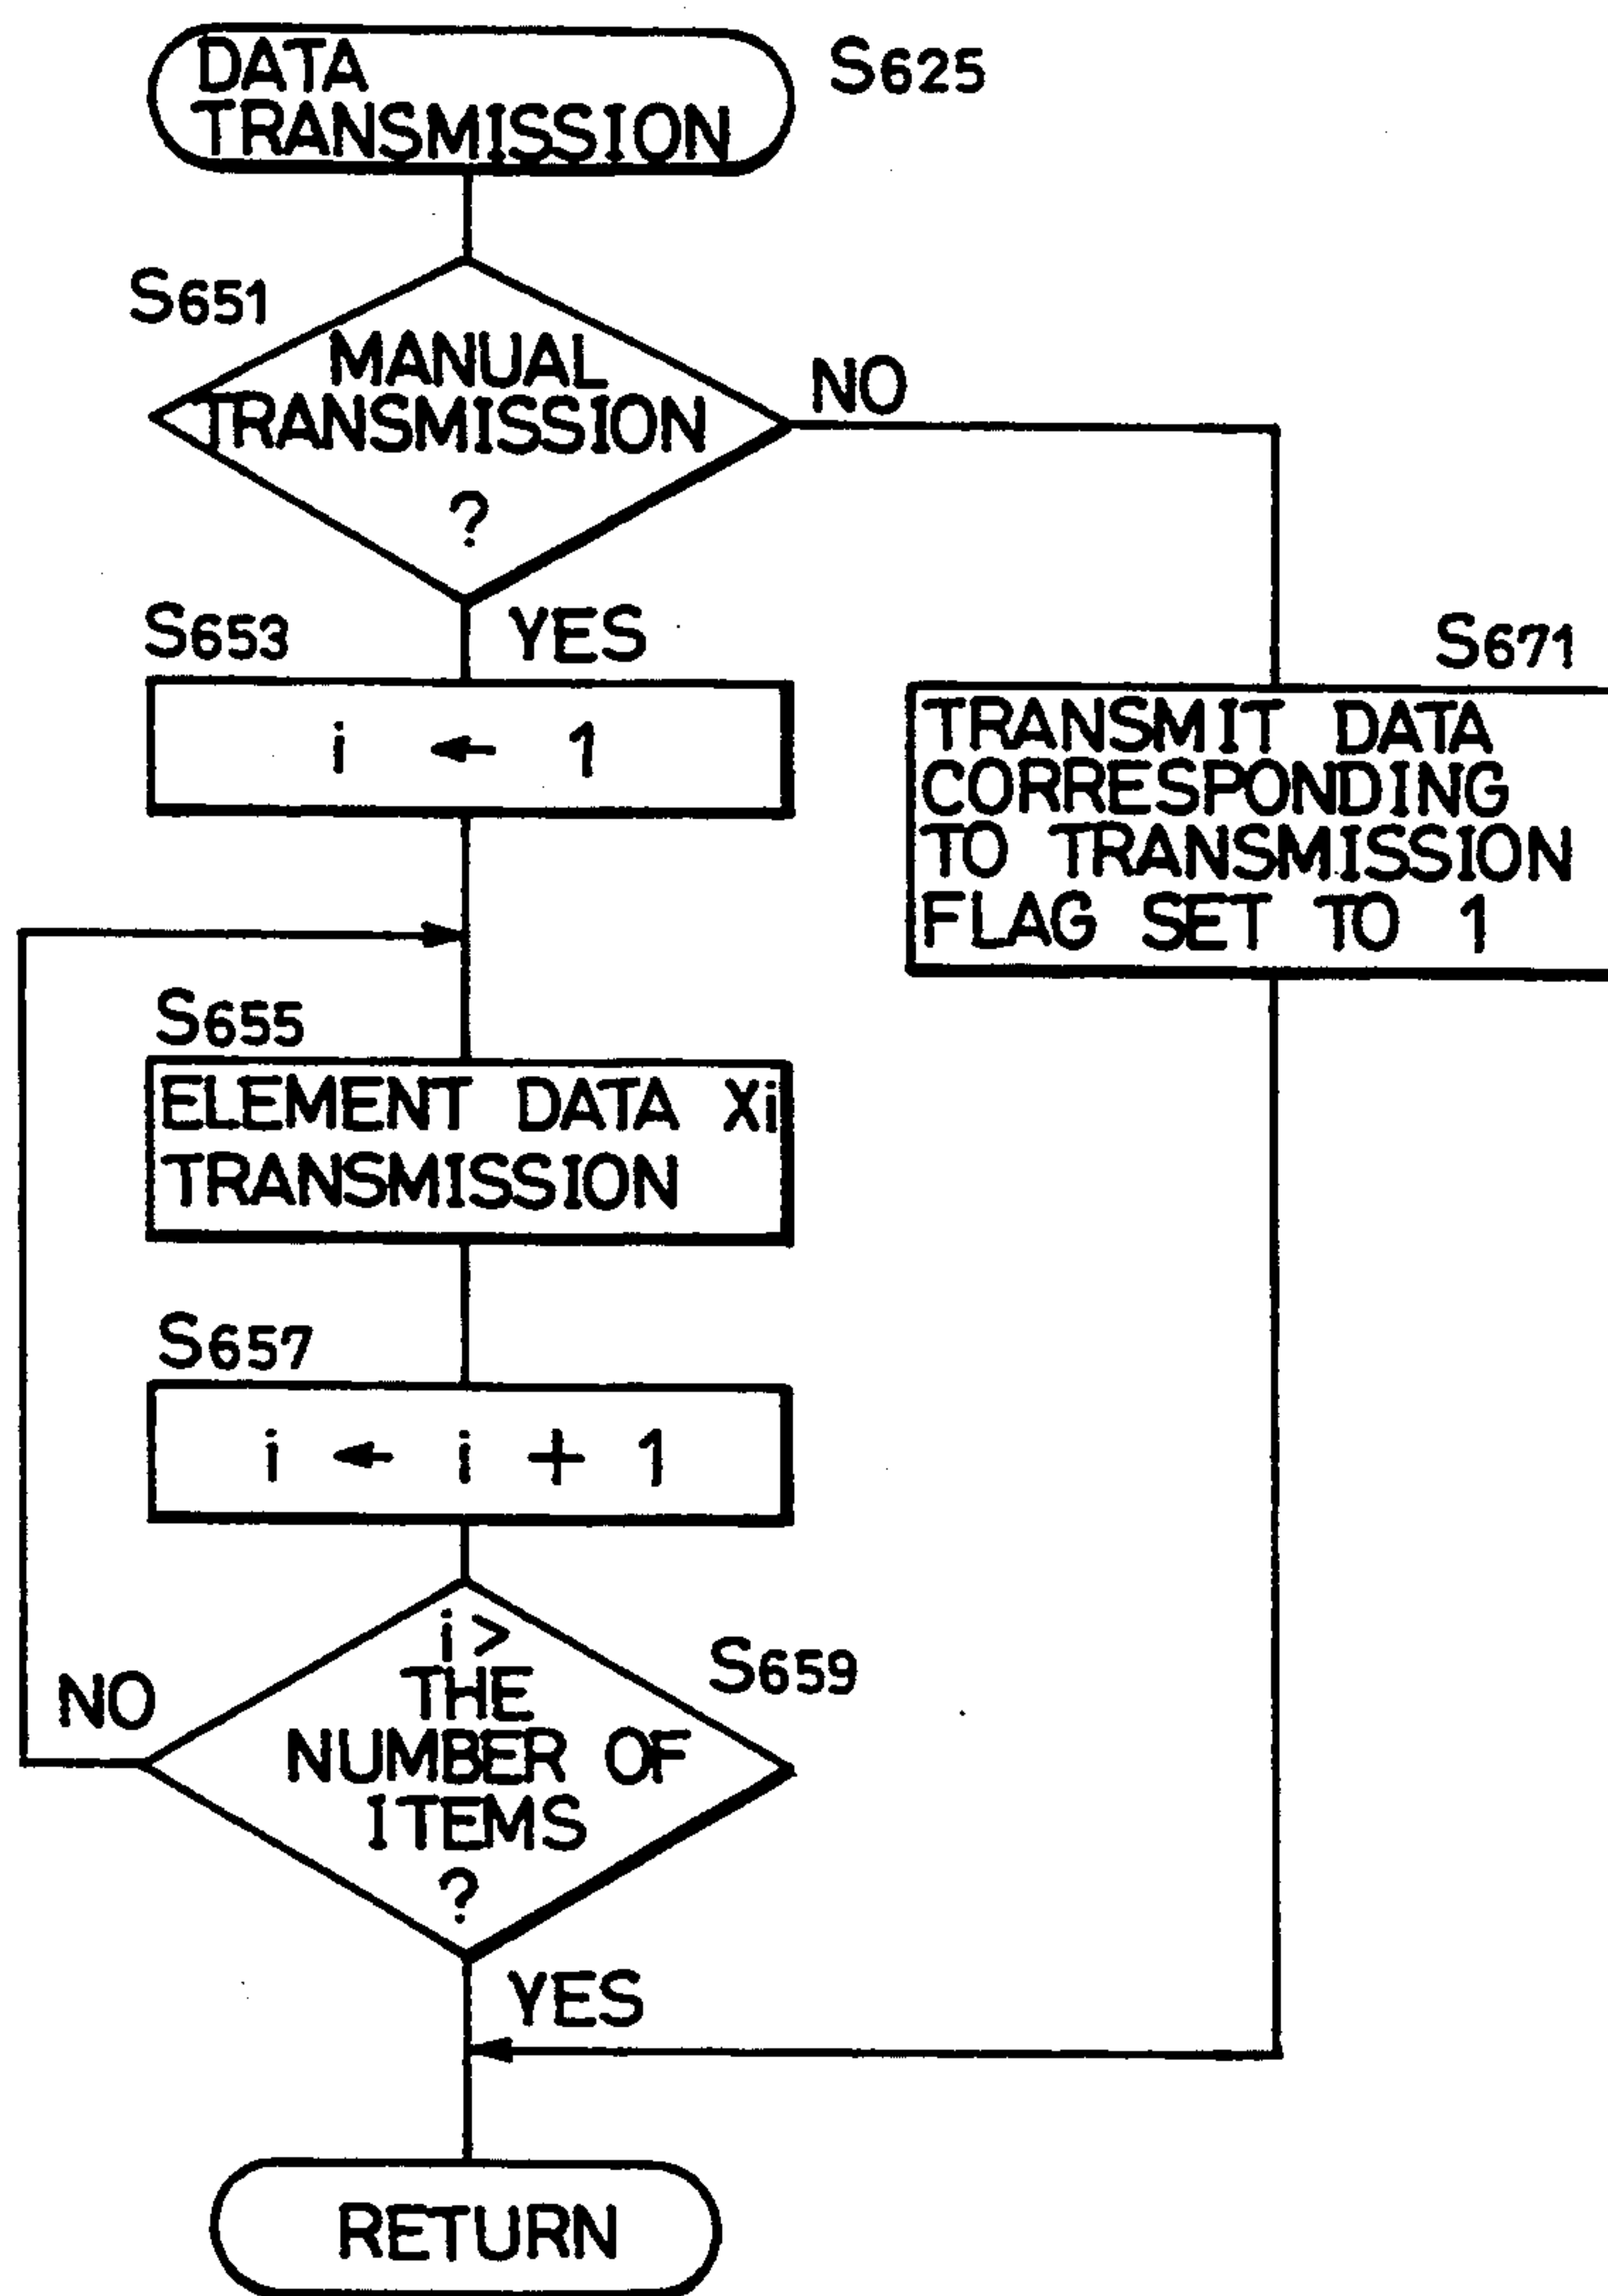 DATA
TRANSMISSION
S625
S651
MANUAL
TRANSMISSION
?
NO
YES
S653
i ← 1
S671
TRANSMIT DATA
CORRESPONDING
TO TRANSMISSION
FLAG SET TO 1
S655
ELEMENT DATA Xi
TRANSMISSION
S657
i ← i + 1
i >
THE
NUMBER OF
ITEMS
?
S659
NO
YES
RETURN